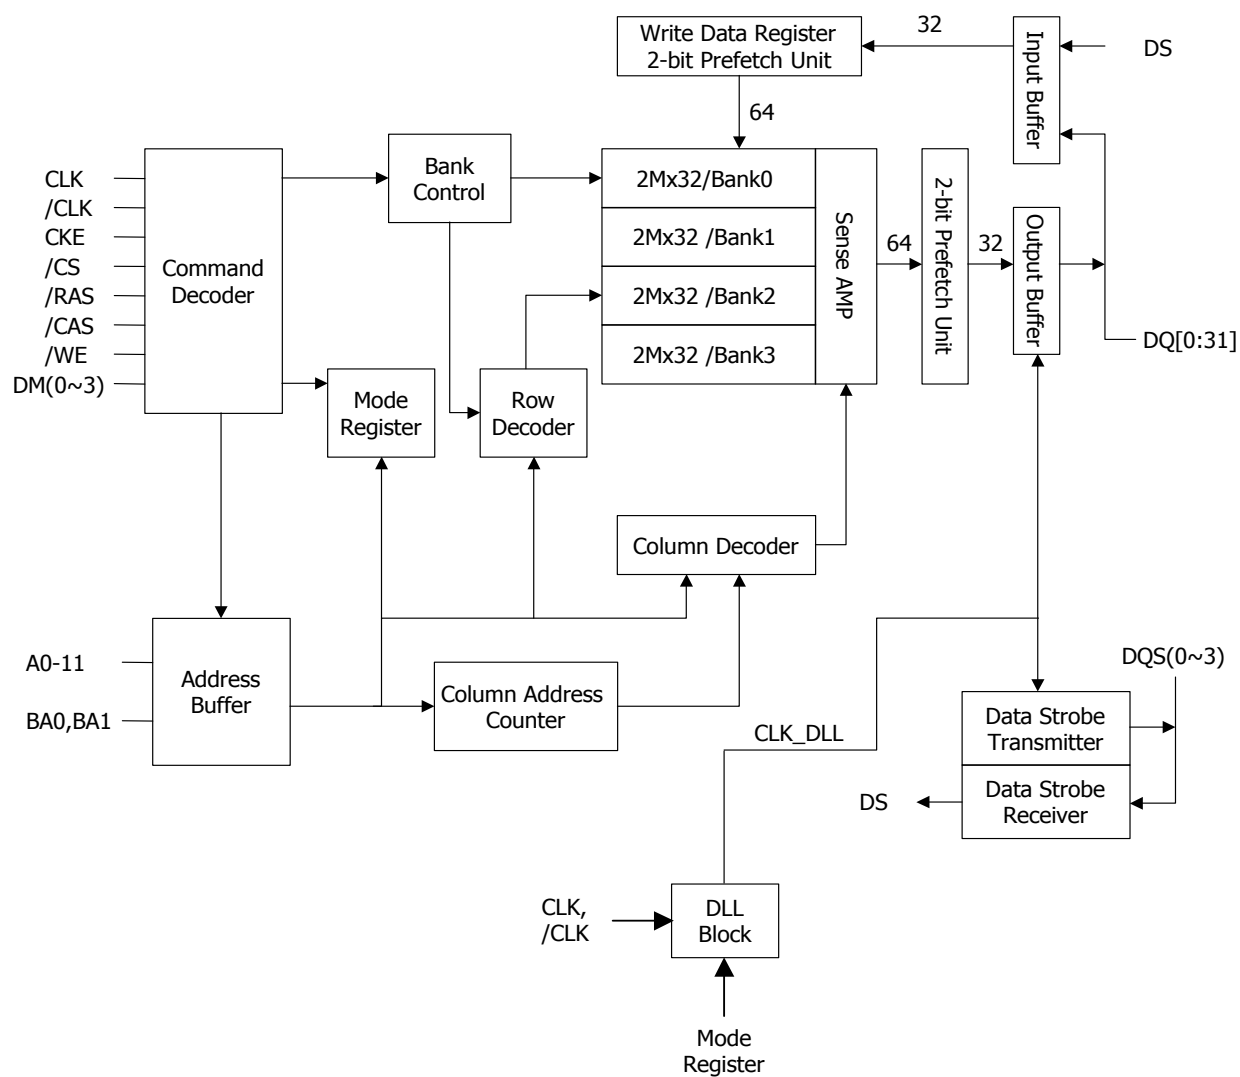 Write Data Register
2-bit Prefetch Unit
32
Input Buffer
DS
64
CLK
/CLK
CKE
/CS
/RAS
/CAS
/WE
DM(0~3)
Command
Decoder
Bank
Control
2Mx32/Bank0
2Mx32 /Bank1
2Mx32 /Bank2
2Mx32 /Bank3
Sense AMP
64
2-bit Prefetch Unit
32
Output Buffer
DQ[0:31]
Mode
Register
Row
Decoder
Column Decoder
A0-11
BA0,BA1
Address
Buffer
Column Address
Counter
DQS(0~3)
CLK_DLL
Data Strobe
Transmitter
DS
Data Strobe
Receiver
CLK,
/CLK
DLL
Block
Mode
Register